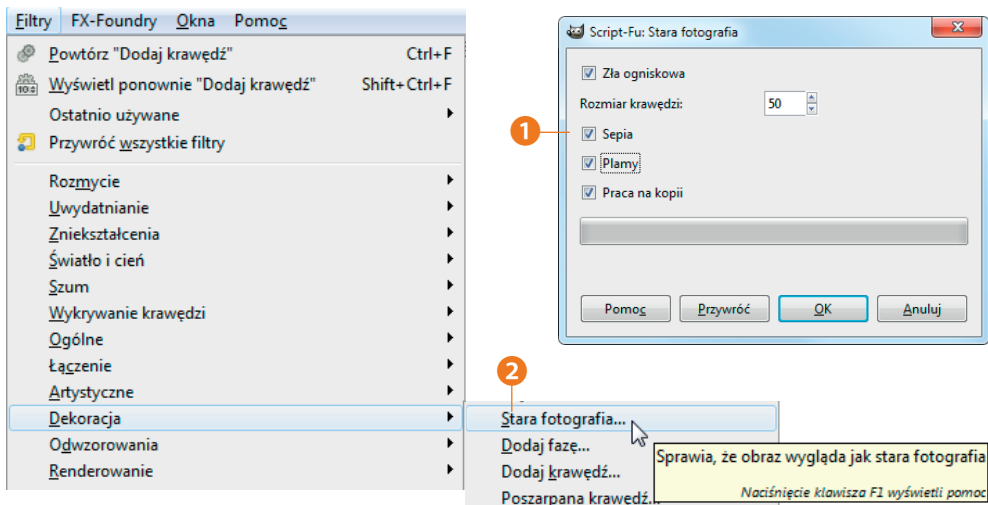 Filtry FX-Foundry Okna Pomoc
Powtórz "Dodaj krawędź" Ctrl+F
Wyświetl ponownie "Dodaj krawędź" Shift+Ctrl+F
Ostatnio używane
Przywróć wszystkie filtry
Rozmycie
Uwydatnianie
Zniekształcenia
Światło i cień
Szum
Wykrywanie krawędzi
Ogólne
Łączenie
Artystyczne
Dekoracja
Odwzorowania
Renderowanie
Script-Fu: Stara fotografia
Zła ogniskowa
Rozmiar krawędzi: 50
1
Sepia
Plamy
Praca na kopii
Pomoc Przywróć OK Anuluj
2
Stara fotografia...
Dodaj fazę...
Dodaj krawędź...
Poszarpana krawędź...
Sprawia, że obraz wygląda jak stara fotografia
Naciśnięcie klawisza F1 wyświetli pomoc